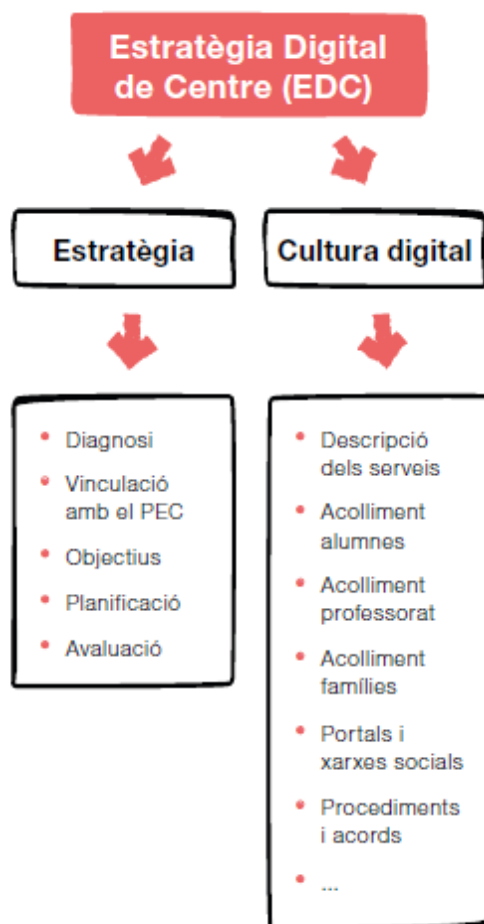 Estratègia Digital
de Centre (EDC)
Estratègia
Cultura digital
• Diagnosi
• Vinculació
amb el PEC
• Objectius
• Planificació
• Avaluació
• Descripció
dels serveis
• Acolliment
alumnes
• Acolliment
professorat
• Acolliment
famílies
• Portals i
xarxes socials
• Procediments
i acords
• ...